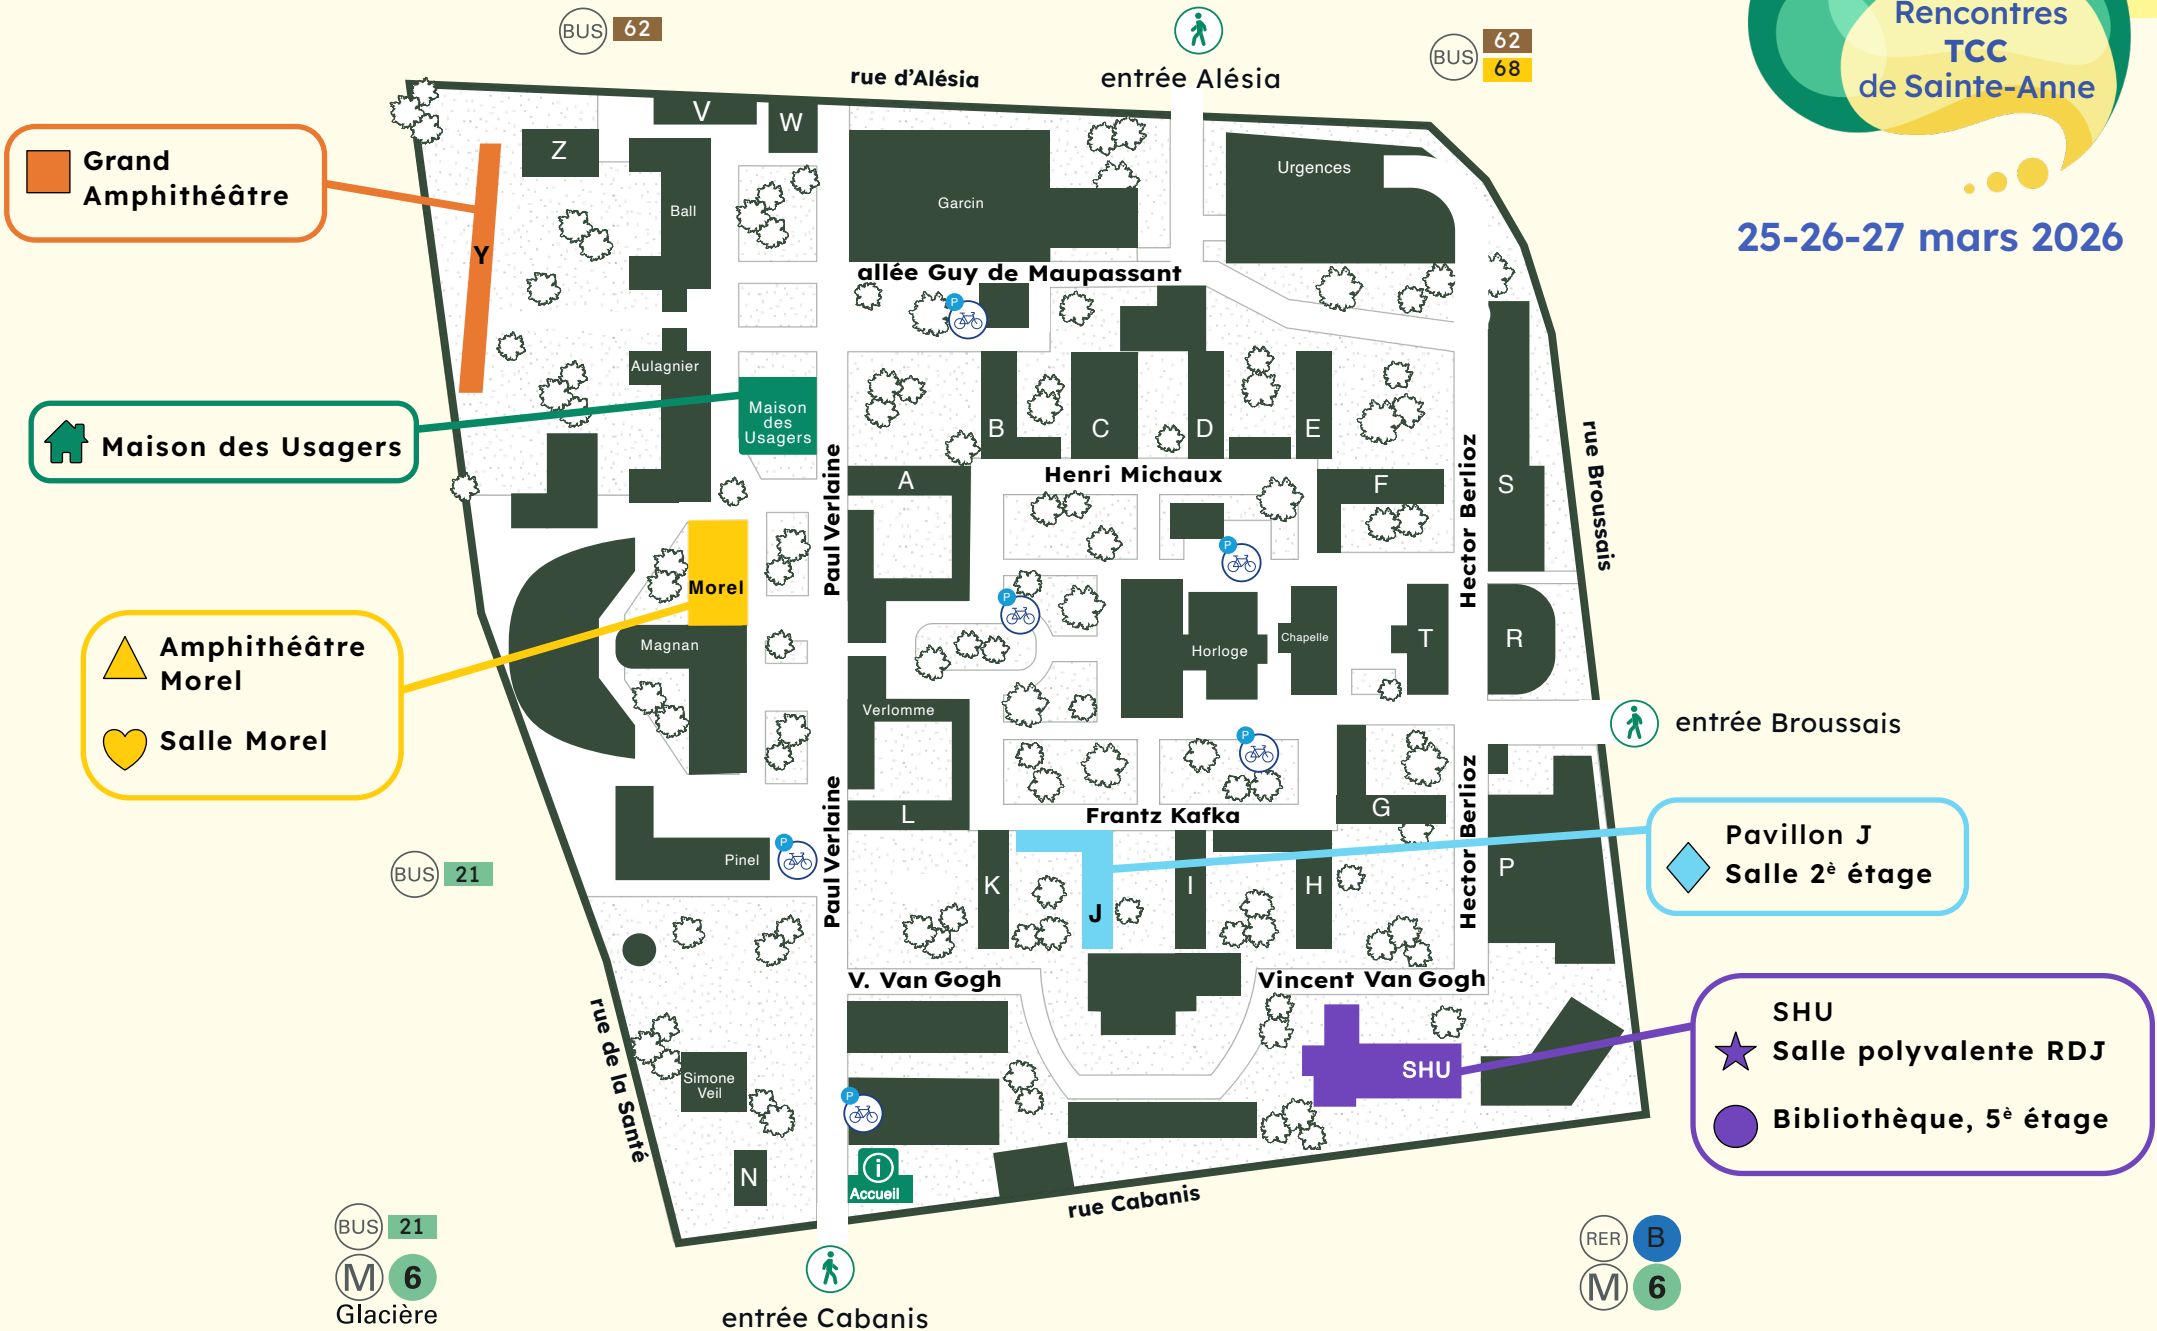 BUS 62
entrée Alésia
BUS 62
68
rue d'Alésia
Rencontres
TCC
de Sainte-Anne
25-26-27 mars 2026
Grand
Amphithéâtre
Y
Z
V
W
Ball
Garcin
Urgences
allée Guy de Maupassant
P
Aulagnier
Maison
des
Usagers
Maison des Usagers
B
C
D
E
Paul Verlaine
Henri Michaux
Hector Berlioz
rue Broussais
A
F
S
P
P
Morel
Magnan
Amphithéâtre
Morel
Salle Morel
Horloge
Chapelle
T
R
Verlomme
entrée Broussais
P
L
Frantz Kafka
G
Hector Berlioz
Paul Verlaine
Pinel
P
BUS 21
K
J
I
H
P
Pavillon J
Salle 2è étage
V. Van Gogh
Vincent Van Gogh
rue de la Santé
Simone
Veil
SHU
SHU
Salle polyvalente RDJ
Bibliothèque, 5è étage
P
N
i
Accueil
rue Cabanis
BUS 21
M 6
Glacière
entrée Cabanis
RER B
M 6